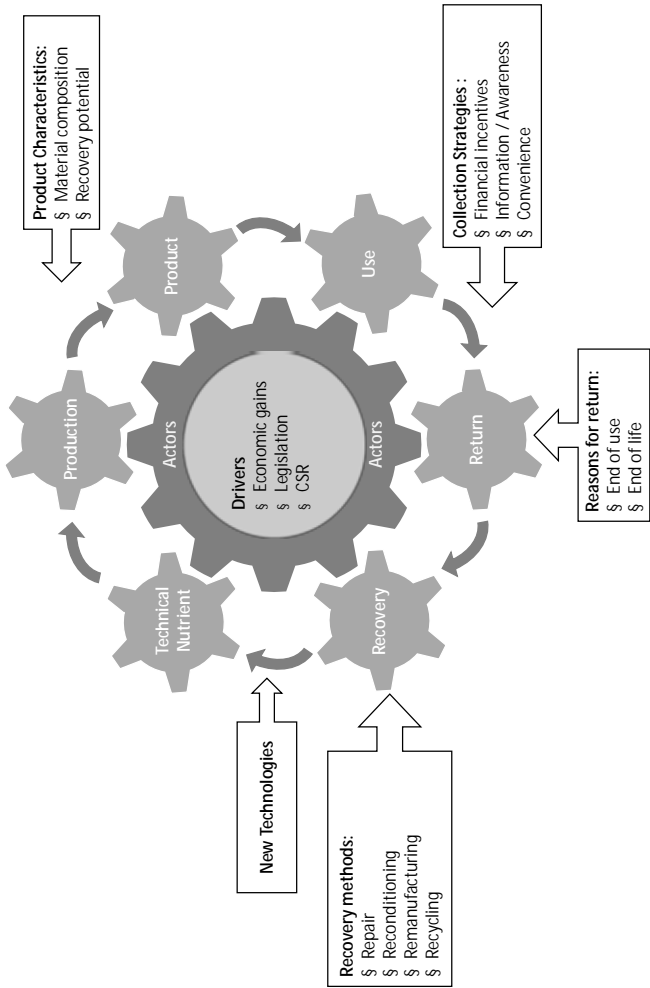 Product Characteristics:
§ Material composition
§ Recovery potential
Production
Product
Use
Return
Recovery
Technical
Nutrient
Actors
Drivers
§ Economic gains
§ Legislation
§ CSR
Actors
Collection Strategies :
§ Financial incentives
§ Information / Awareness
§ Convenience
Reasons for return:
§ End of use
§ End of life
Recovery methods:
§ Repair
§ Reconditioning
§ Remanufacturing
§ Recycling
New Technologies